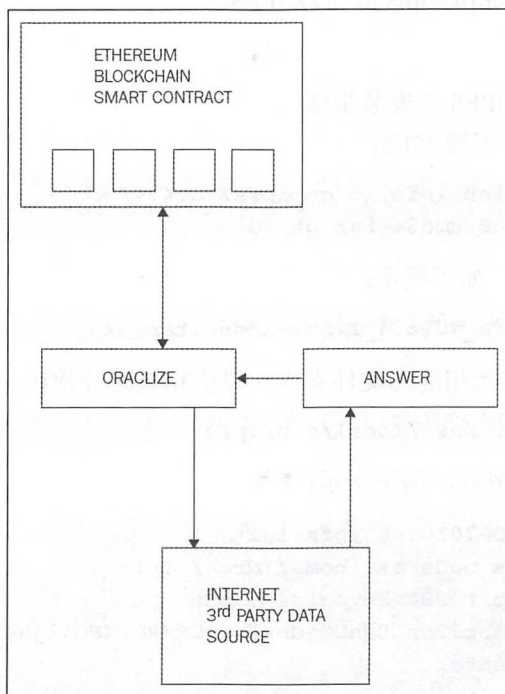 ETHEREUM
BLOCKCHAIN
SMART CONTRACT
ORACLIZE
ANSWER
INTERNET
3rd PARTY DATA
SOURCE